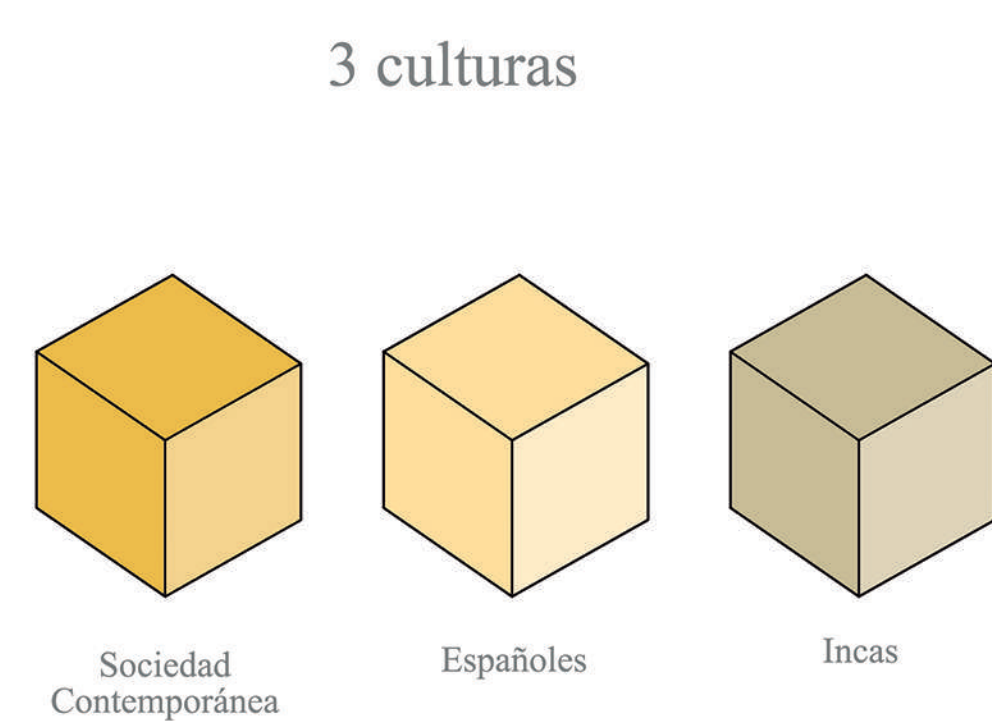 3 culturas
Sociedad
Contemporánea
Españoles
Incas